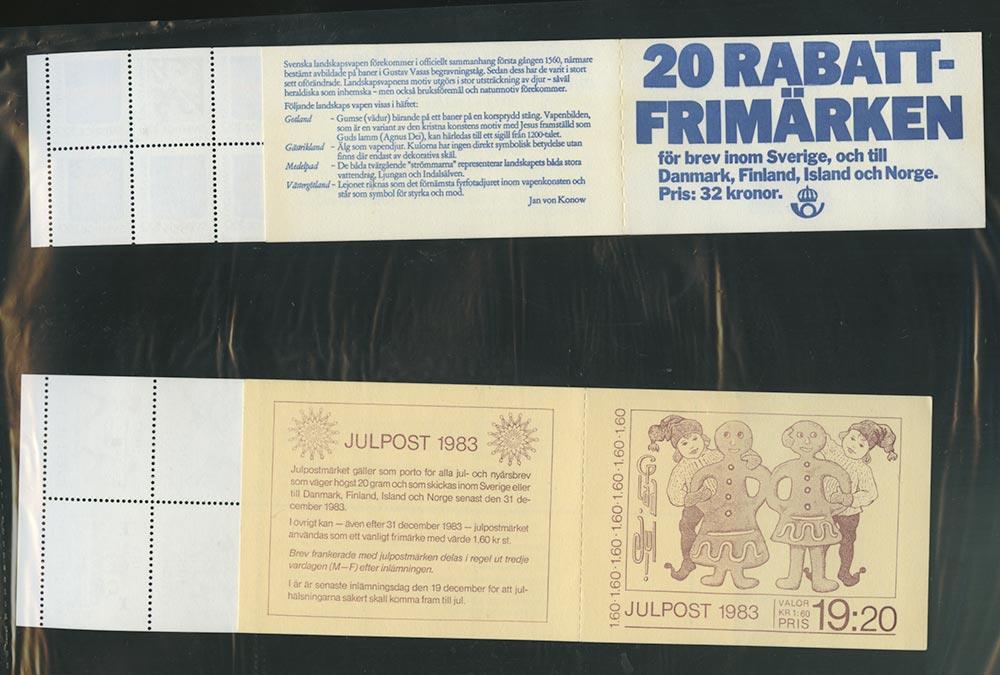 Svenska landskapsvapen förekommer i officiellt sammanhang första gången 1560, närmare
bestämt avbildade på baner i Gustav Vasas begravningståg. Sedan dess har de varit i stort
sett oförändrade. Landskapsvapnens motiv utgörs i stor utsträckning av djur – såväl
heraldiska som inhemska – men också bruksföremål och naturmotiv förekommer.
Följande landskaps vapen visas i häftet:
Gotland – Gumse (vädur) bärande på ett baner på en korsprydd stång. Vapenbilden,
som är en variant av den kristna konstens motiv med Jesus framställd som
Guds lamm (Agnus Dei), kan härledas till ett sigill från 1200-talet.
Gästrikland – Älg som vapendjur. Kulorna har ingen direkt symbolisk betydelse utan
finns där endast av dekorativa skäl.
Medelpad – De båda tvärgående "strömmarna" representerar landskapets båda stora
vattendrag, Ljungan och Indalsälven.
Västergötland – Lejonet räknas som det förnämsta fyrfotadjuret inom vapenkonsten och
står som symbol för styrka och mod.
Jan von Konow
20 RABATT-
FRIMÄRKEN
för brev inom Sverige, och till
Danmark, Finland, Island och Norge.
Pris: 32 kronor.
JULPOST 1983
Julpostmärket gäller som porto för alla jul- och nyårsbrev
som väger högst 20 gram och som skickas inom Sverige eller
till Danmark, Finland, Island och Norge senast den 31 de-
cember 1983.
I övrigt kan – även efter 31 december 1983 – julpostmärket
användas som ett vanligt frimärke med värde 1.60 kr st.
Brev frankerade med julpostmärken delas i regel ut tredje
vardagen (M–F) efter inlämningen.
I år är senaste inlämningsdag den 19 december för att jul-
hälsningarna säkert skall komma fram till jul.
1.60·1.60·1.60·1.60·1.60·1.60
JULPOST 1983
VALÖR
KR 1:60
PRIS 19:20